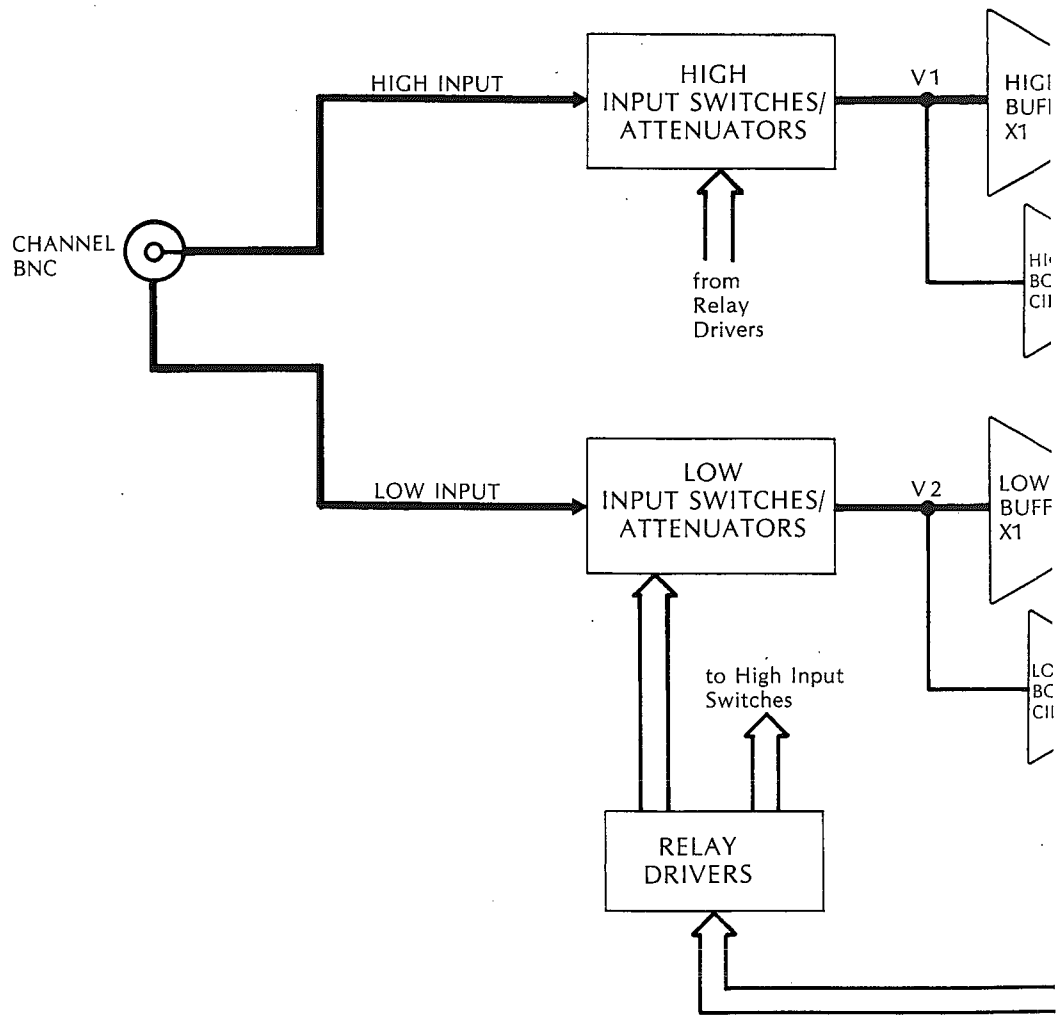 HIGH INPUT
HIGH
INPUT SWITCHES/
ATTENUATORS
V1
X1
CHANNEL
BNC
from
Relay
Drivers
LOW INPUT
LOW
INPUT SWITCHES/
ATTENUATORS
V2
LOW
X1
to High Input
Switches
RELAY
DRIVERS